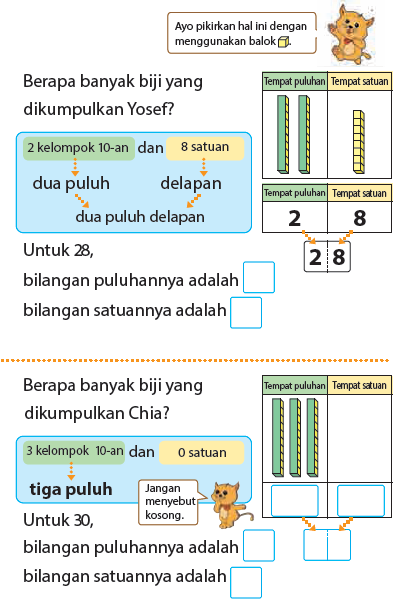 Ayo pikirkan hal ini dengan
menggunakan balok .
Berapa banyak biji yang
dikumpulkan Yosef?
2 kelompok 10-an dan 8 satuan
dua puluh delapan
dua puluh delapan
Tempat puluhan Tempat satuan
Tempat puluhan Tempat satuan
2 8
2 8
Untuk 28,
bilangan puluhannya adalah
bilangan satuannya adalah
Berapa banyak biji yang
dikumpulkan Chia?
3 kelompok 10-an dan 0 satuan
tiga puluh
Jangan
menyebut
kosong.
Tempat puluhan Tempat satuan
Untuk 30,
bilangan puluhannya adalah
bilangan satuannya adalah